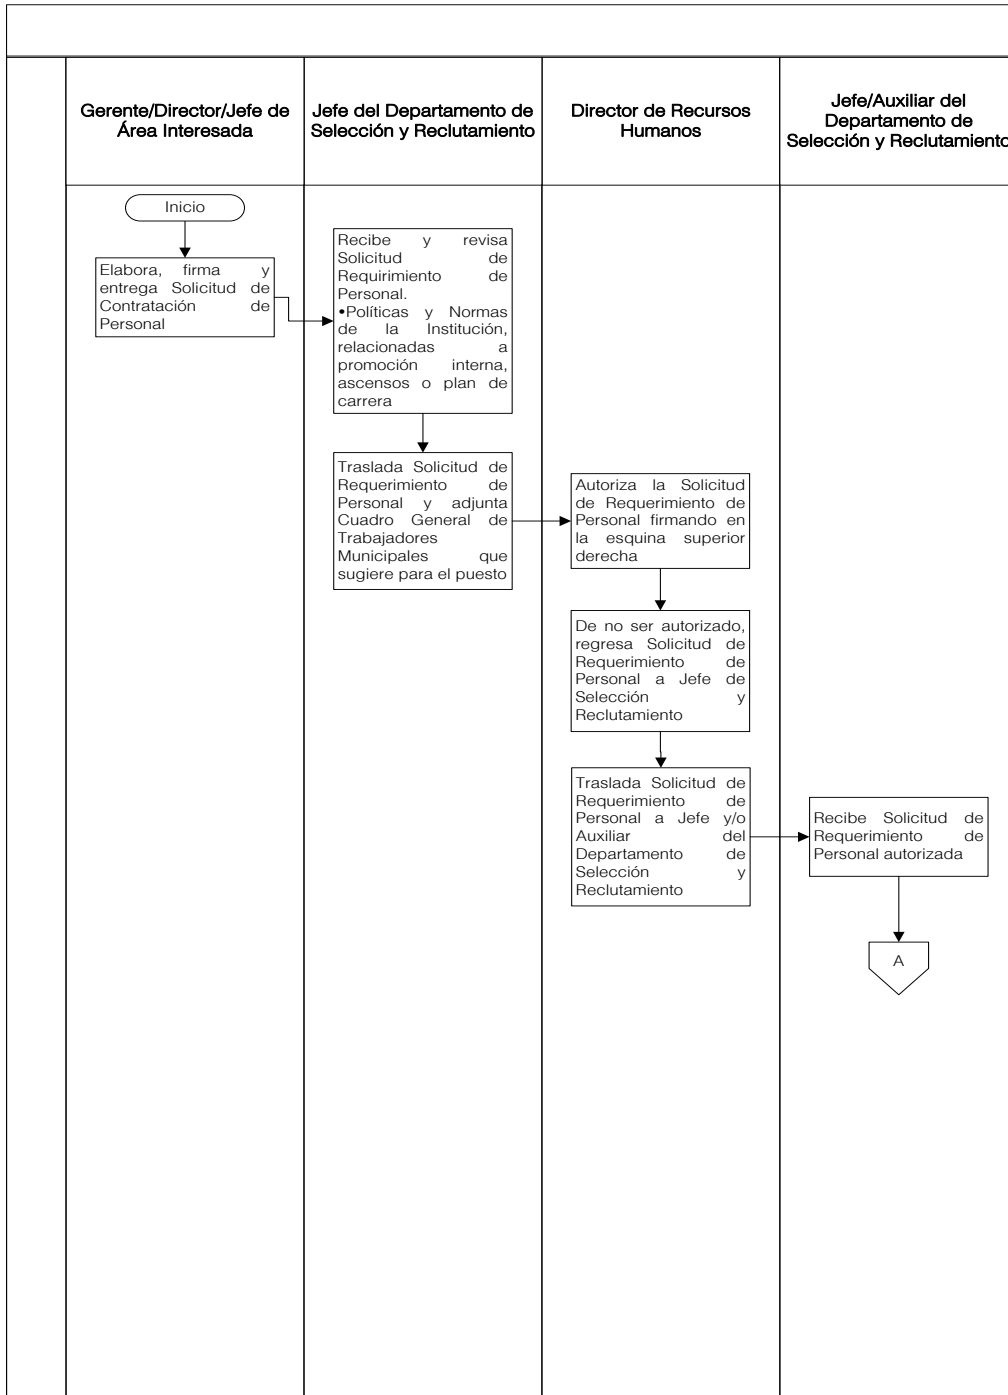 Gerente/Director/Jefe de
Área Interesada
Jefe del Departamento de
Selección y Reclutamiento
Director de Recursos
Humanos
Jefe/Auxiliar del
Departamento de
Selección y Reclutamiento
Inicio
Elabora, firma y
entrega Solicitud de
Contratación de
Personal
Recibe y revisa
Solicitud de
Requirimiento de
Personal.
•Políticas y Normas
de la Institución,
relacionadas a
promoción interna,
ascensos o plan de
carrera
Traslada Solicitud de
Requerimiento de
Personal y adjunta
Cuadro General de
Trabajadores
Municipales que
sugiere para el puesto
Autoriza la Solicitud
de Requerimiento de
Personal firmando en
la esquina superior
derecha
De no ser autorizado,
regresa Solicitud de
Requerimiento de
Personal a Jefe de
Selección y
Reclutamiento
Traslada Solicitud de
Requerimiento de
Personal a Jefe y/o
Auxiliar del
Departamento de
Selección y
Reclutamiento
Recibe Solicitud de
Requerimiento de
Personal autorizada
A